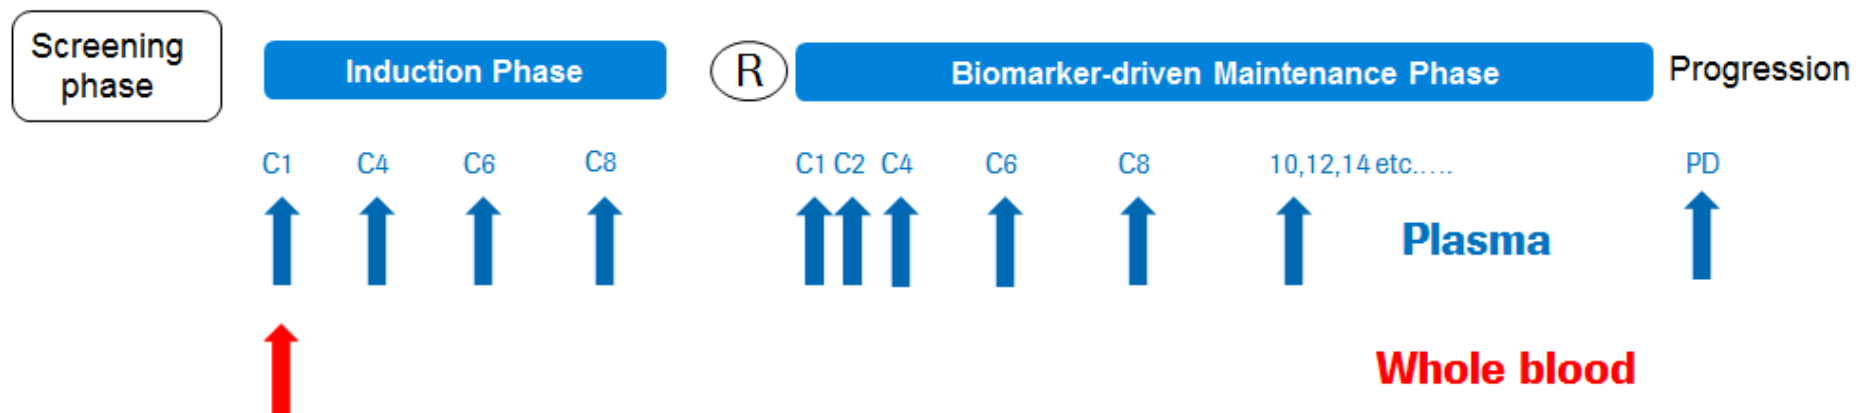 Screening
phase
Induction Phase
R
Biomarker-driven Maintenance Phase
Progression
C1 C4 C6 C8 C1 C2 C4 C6 C8 10,12,14 etc..... PD
Plasma
Whole blood